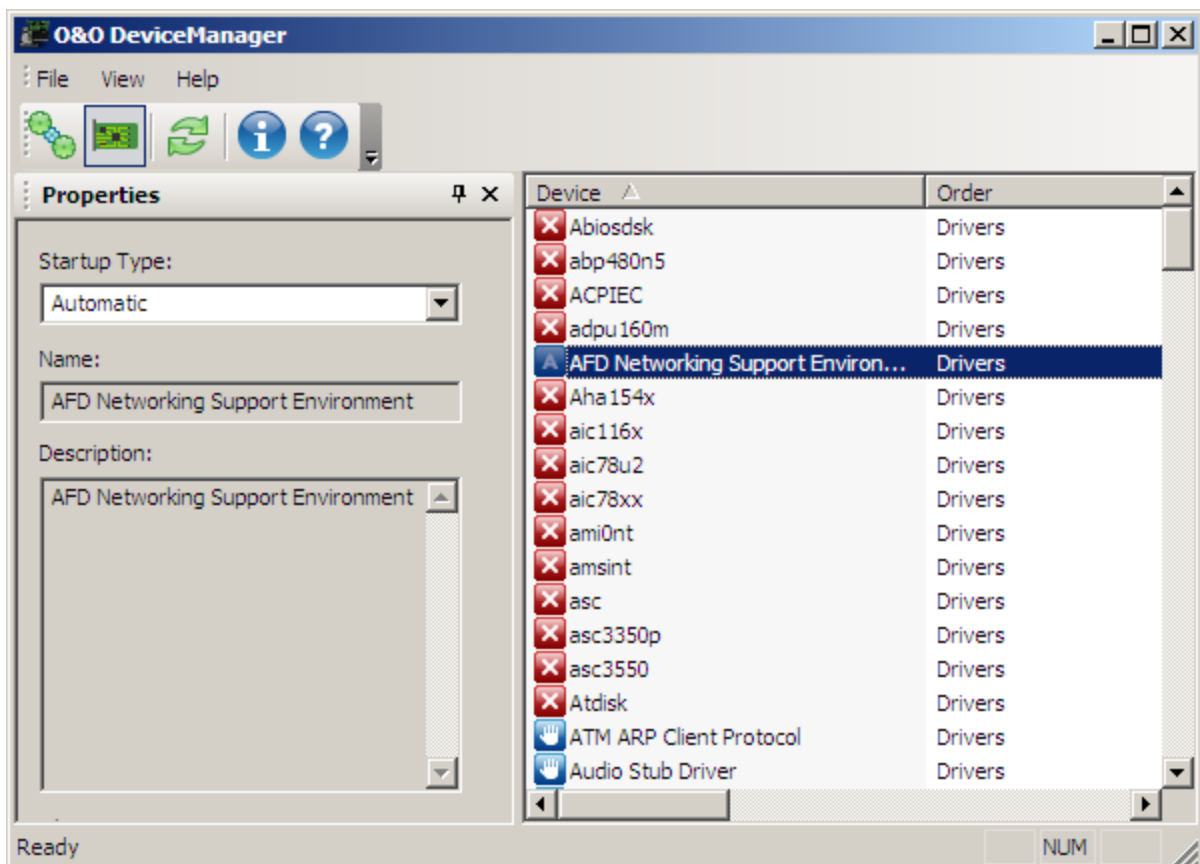 O&O DeviceManager
File View Help
Properties
Startup Type:
Automatic
Name:
AFD Networking Support Environment
Description:
AFD Networking Support Environment
Device Order
Abiosdsk Drivers
abp480n5 Drivers
ACPIEC Drivers
adpu160m Drivers
A AFD Networking Support Environ... Drivers
Aha154x Drivers
aic116x Drivers
aic78u2 Drivers
aic78xx Drivers
ami0nt Drivers
amsint Drivers
asc Drivers
asc3350p Drivers
asc3550 Drivers
Atdisk Drivers
ATM ARP Client Protocol Drivers
Audio Stub Driver Drivers
Ready NUM